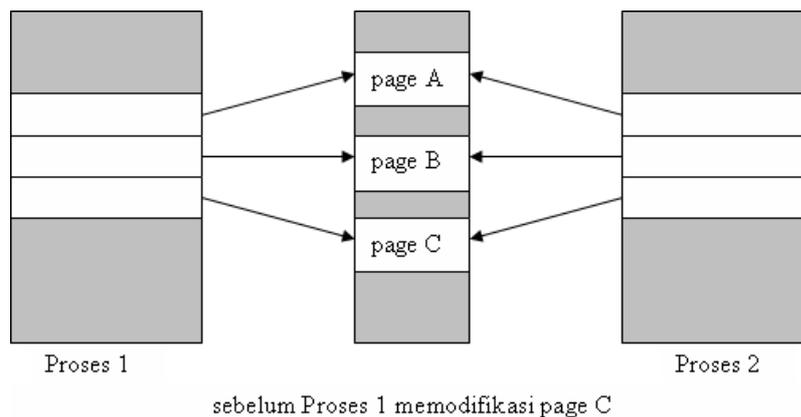 page A
page B
page C
Proses 1
Proses 2
sebelum Proses 1 memodifikasi page C